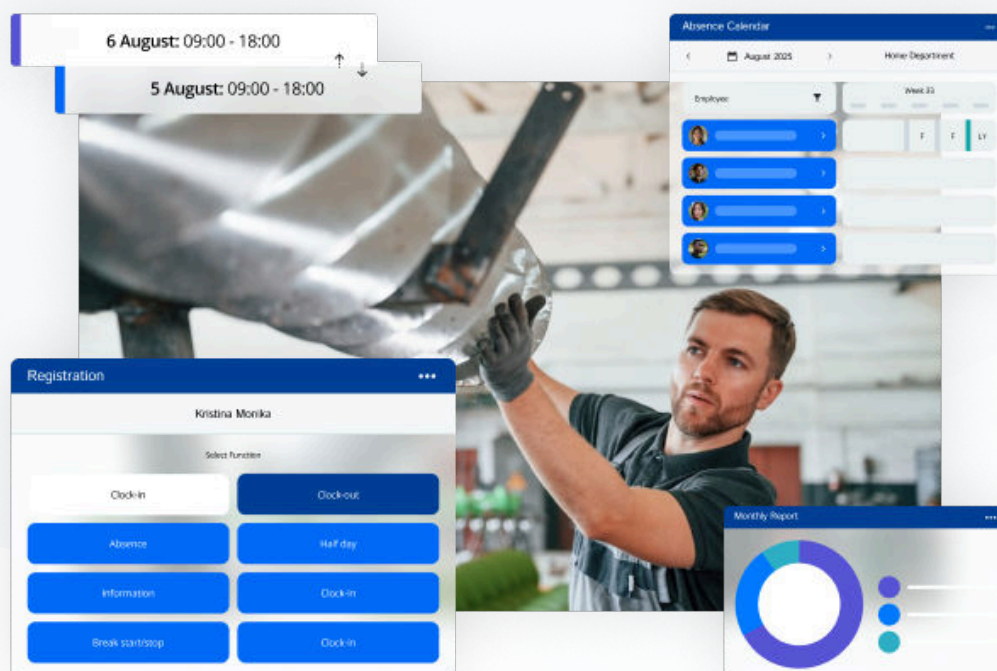 6 August: 09:00 - 18:00
5 August: 09:00 - 18:00
Absence Calendar
August 2025
Home Department
Employee
Week 33
F F LY
Registration
Kristina Monika
Select Function
Clock-in
Clock-out
Absence
Half day
Information
Clock-in
Break start/stop
Clock-in
Monthly Report